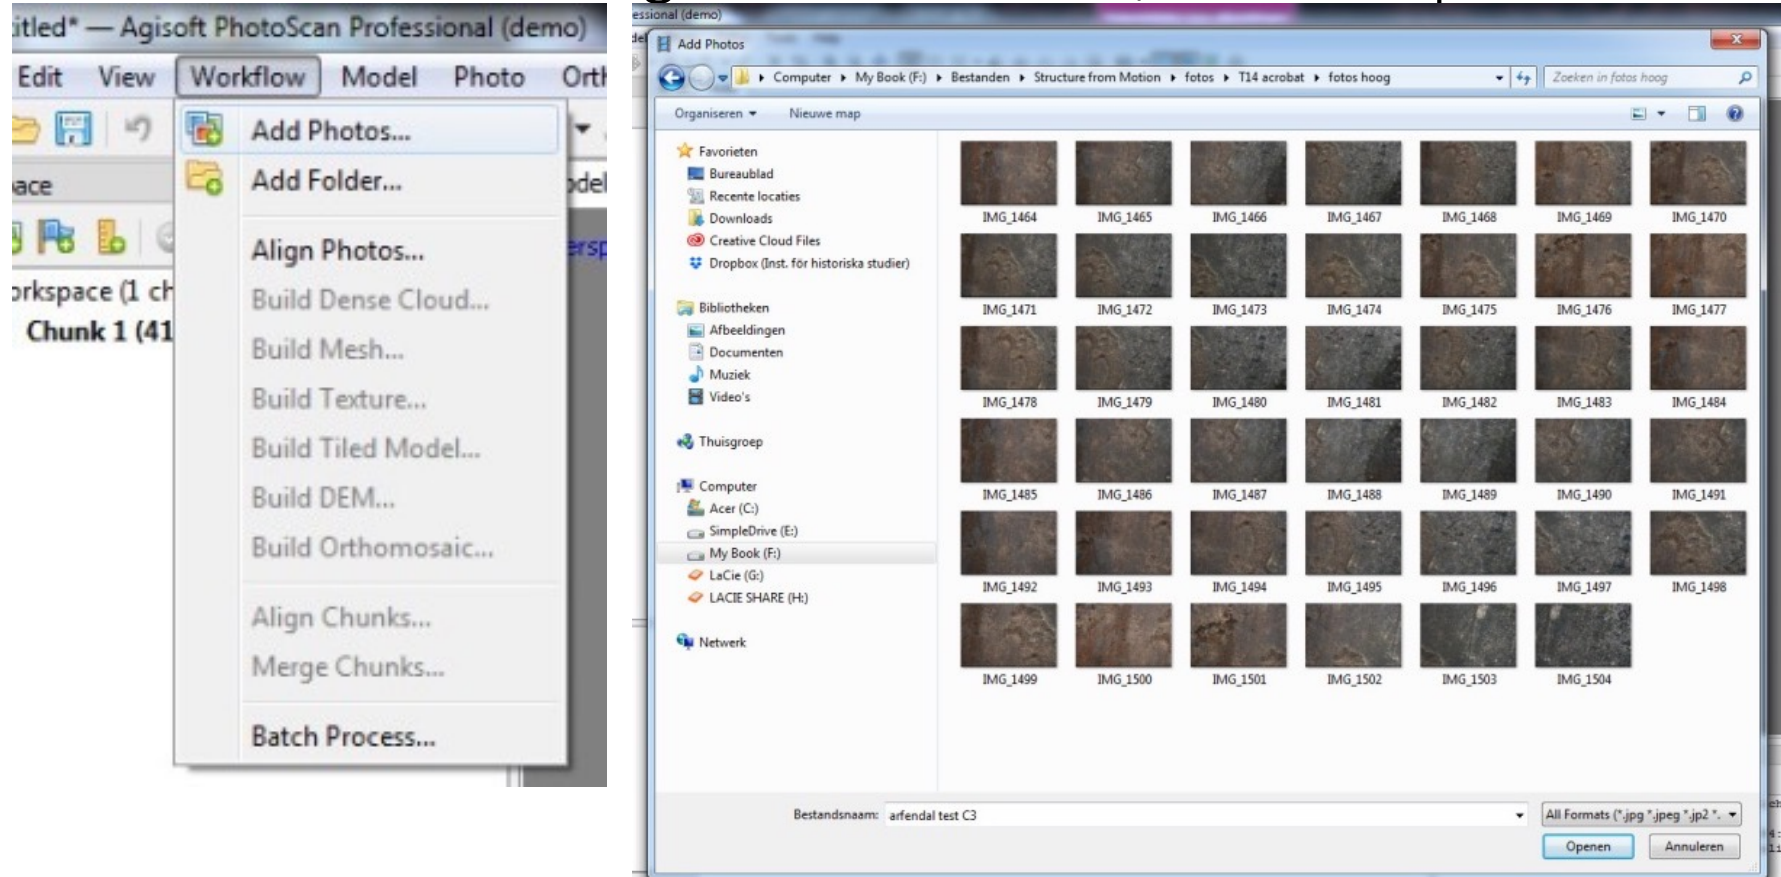 itled* — Agisoft PhotoScan Professional (demo)
Edit View Workflow Model Photo Orth
Add Photos...
Add Folder...
Align Photos...
Build Dense Cloud...
Build Mesh...
Build Texture...
Build Tiled Model...
Build DEM...
Build Orthomosaic...
Align Chunks...
Merge Chunks...
Batch Process...
ace
orkspace (1 ch
Chunk 1 (41
odel
ersp
essional (demo)
Add Photos
Computer My Book (F:) Bestanden Structure from Motion fotos T14 acrobat fotos hoog
Zoeken in fotos hoog
Organiseren Nieuwe map
Favorieten
Bureaublad
Recente locaties
Downloads
Creative Cloud Files
Dropbox (Inst. för historiska studier)
Bibliotheken
Afbeeldingen
Documenten
Muziek
Video's
Thuisgroep
Computer
Acer (C:)
SimpleDrive (E:)
My Book (F:)
LaCie (G:)
LACIE SHARE (H:)
Netwerk
IMG_1464 IMG_1465 IMG_1466 IMG_1467 IMG_1468 IMG_1469 IMG_1470
IMG_1471 IMG_1472 IMG_1473 IMG_1474 IMG_1475 IMG_1476 IMG_1477
IMG_1478 IMG_1479 IMG_1480 IMG_1481 IMG_1482 IMG_1483 IMG_1484
IMG_1485 IMG_1486 IMG_1487 IMG_1488 IMG_1489 IMG_1490 IMG_1491
IMG_1492 IMG_1493 IMG_1494 IMG_1495 IMG_1496 IMG_1497 IMG_1498
IMG_1499 IMG_1500 IMG_1501 IMG_1502 IMG_1503 IMG_1504
Bestandsnaam: arfendal test C3
All Formats (*.jpg *.jpeg *.jp2 *.
Openen Annuleren